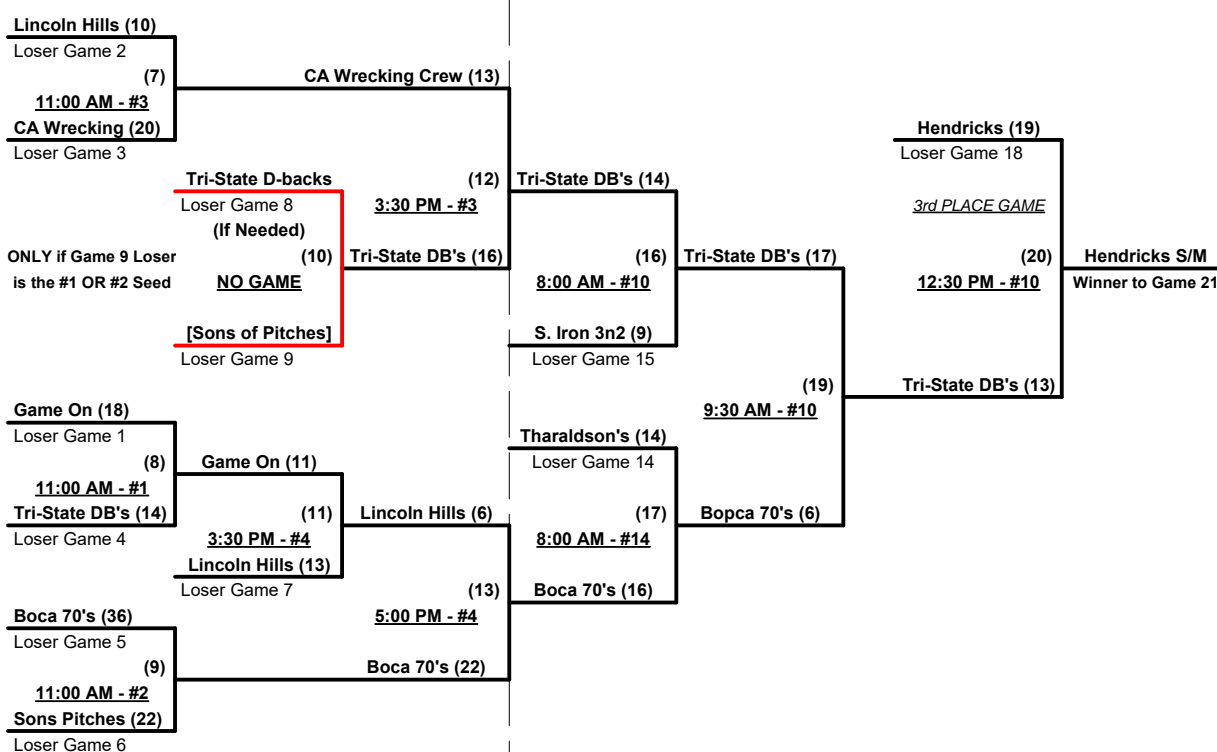 Lincoln Hills (10)
Loser Game 2
(7)
11:00 AM - #3
CA Wrecking (20)
Loser Game 3
CA Wrecking Crew (13)
Tri-State D-backs
Loser Game 8
(If Needed)
(10)
NO GAME
[Sons of Pitches]
Loser Game 9
ONLY if Game 9 Loser
is the #1 OR #2 Seed
(12)
3:30 PM - #3
Tri-State DB's (16)
Tri-State DB's (14)
(16)
8:00 AM - #10
S. Iron 3n2 (9)
Loser Game 15
Tri-State DB's (17)
Hendricks (19)
Loser Game 18
3rd PLACE GAME
(20)
12:30 PM - #10
Hendricks S/M
Winner to Game 21
(19)
9:30 AM - #10
Tri-State DB's (13)
Game On (18)
Loser Game 1
(8)
11:00 AM - #1
Tri-State DB's (14)
Loser Game 4
Game On (11)
(11)
3:30 PM - #4
Lincoln Hills (13)
Loser Game 7
Lincoln Hills (6)
Tharaldson's (14)
Loser Game 14
(17)
8:00 AM - #14
Bopca 70's (6)
Boca 70's (16)
(13)
5:00 PM - #4
Boca 70's (36)
Loser Game 5
(9)
11:00 AM - #2
Sons Pitches (22)
Loser Game 6
Boca 70's (22)